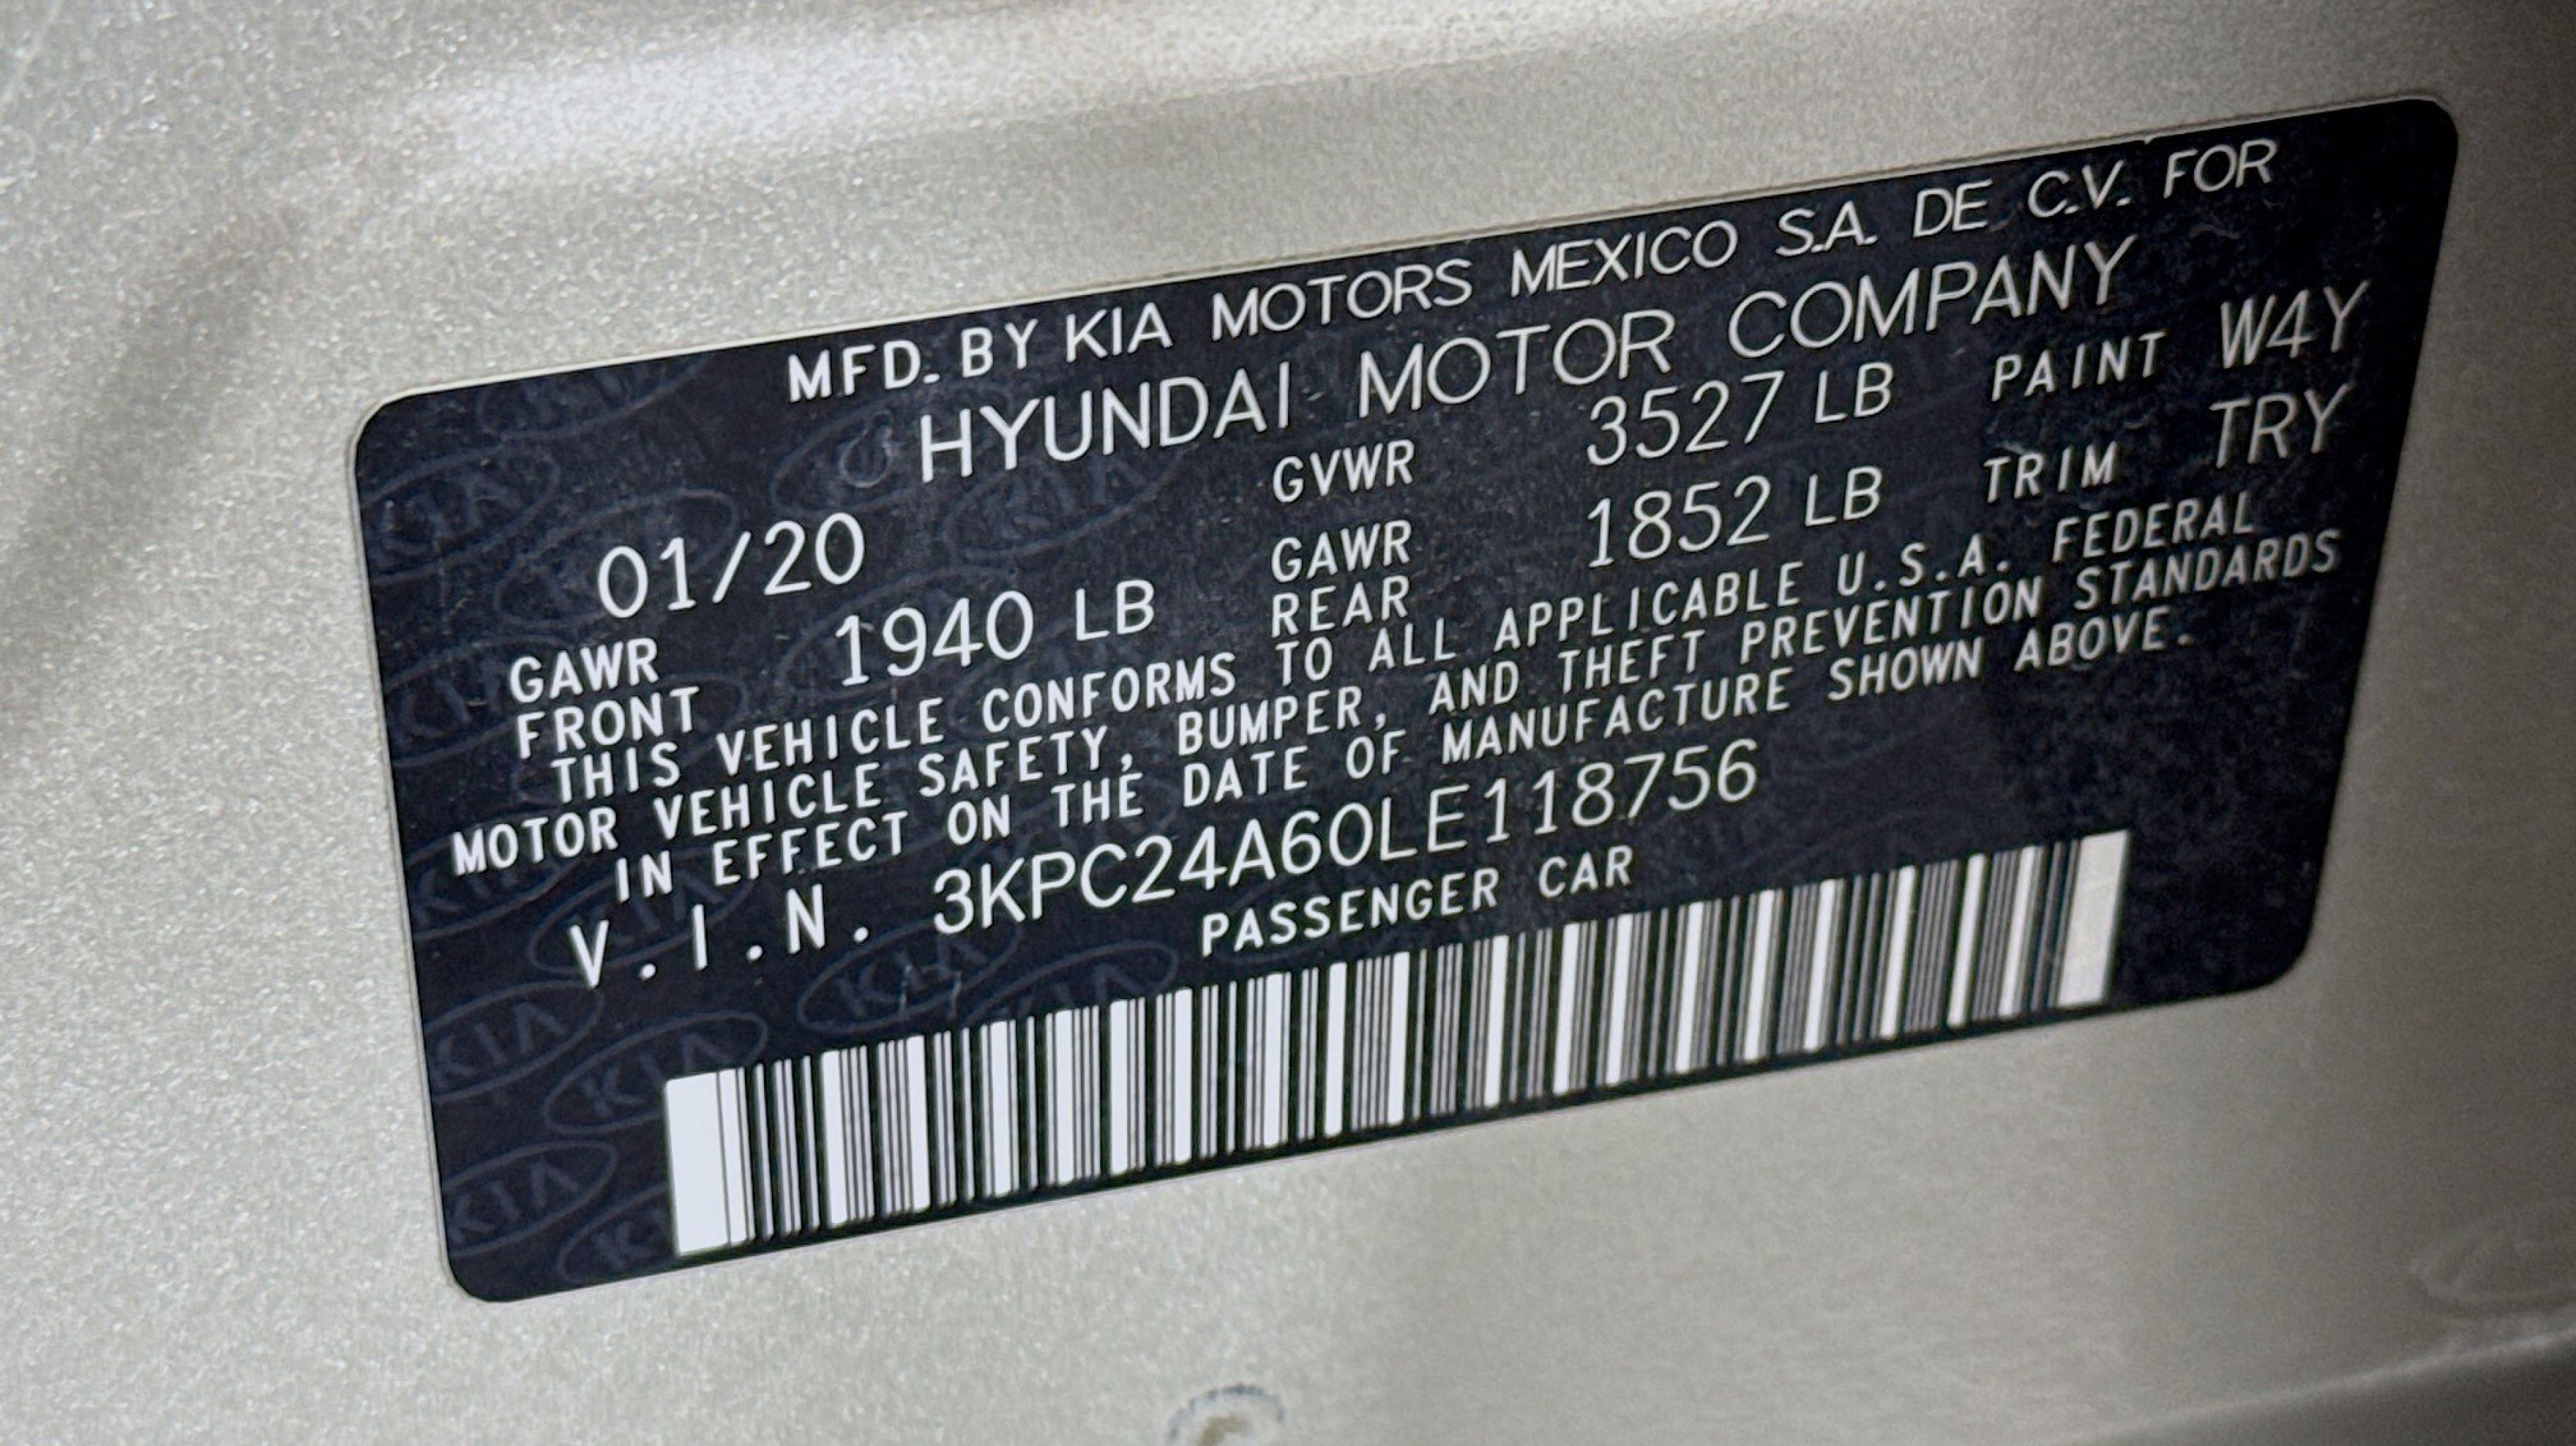 MFD. BY KIA MOTORS MEXICO S.A. DE C.V. FOR
HYUNDAI MOTOR COMPANY
01/20 GVWR 3527 LB PAINT W4Y
GAWR FRONT 1940 LB GAWR REAR 1852 LB TRIM TRY
THIS VEHICLE CONFORMS TO ALL APPLICABLE U.S.A. FEDERAL
MOTOR VEHICLE SAFETY, BUMPER, AND THEFT PREVENTION STANDARDS
IN EFFECT ON THE DATE OF MANUFACTURE SHOWN ABOVE.
V.I.N. 3KPC24A60LE118756
PASSENGER CAR